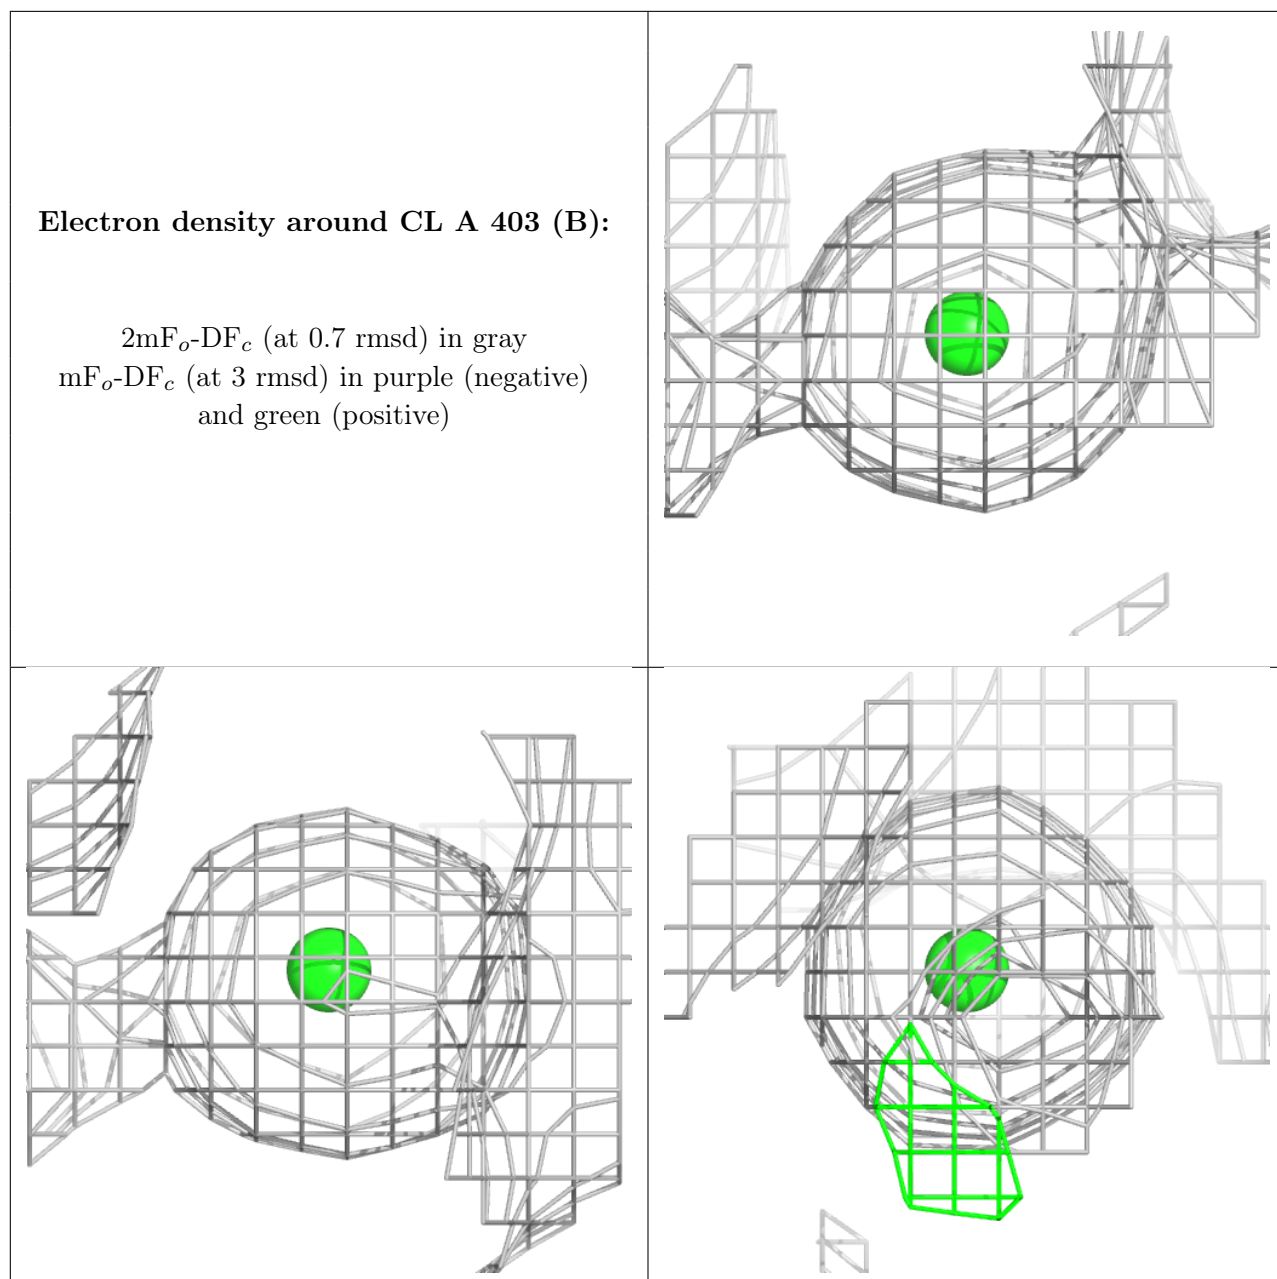 Electron density around CL A 403 (B):
2mFo-DFc (at 0.7 rmsd) in gray
mFo-DFc (at 3 rmsd) in purple (negative)
and green (positive)